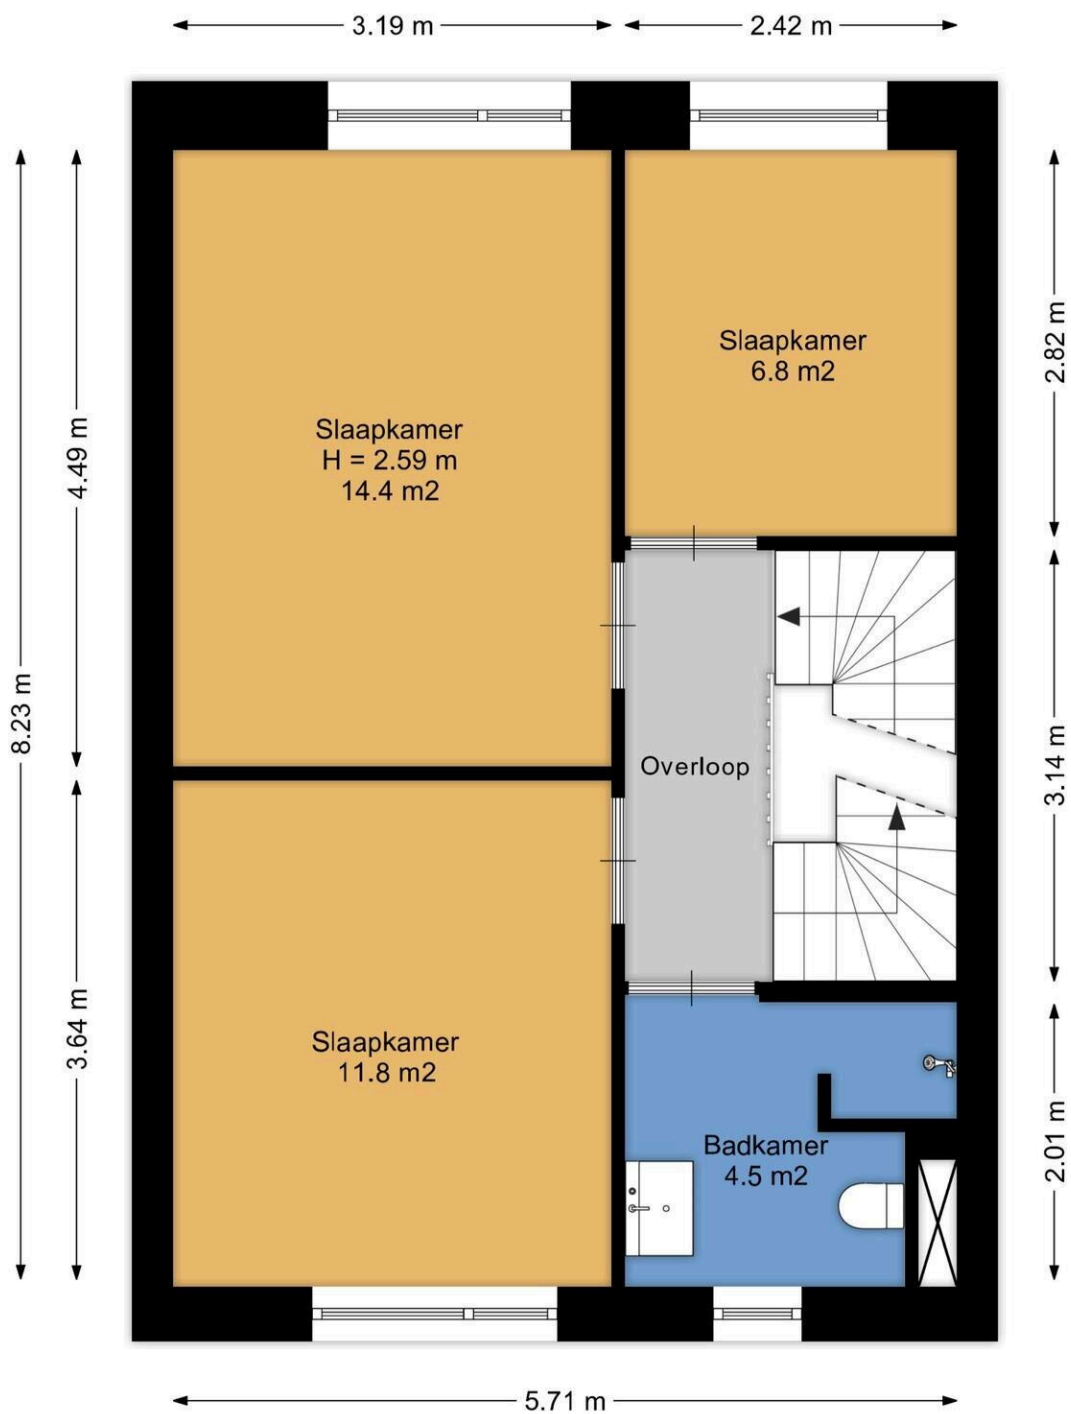 3.19 m
2.42 m
Slaapkamer
6.8 m2
2.82 m
Slaapkamer
H = 2.59 m
14.4 m2
4.49 m
8.23 m
Overloop
3.14 m
3.64 m
Slaapkamer
11.8 m2
Badkamer
4.5 m2
2.01 m
5.71 m